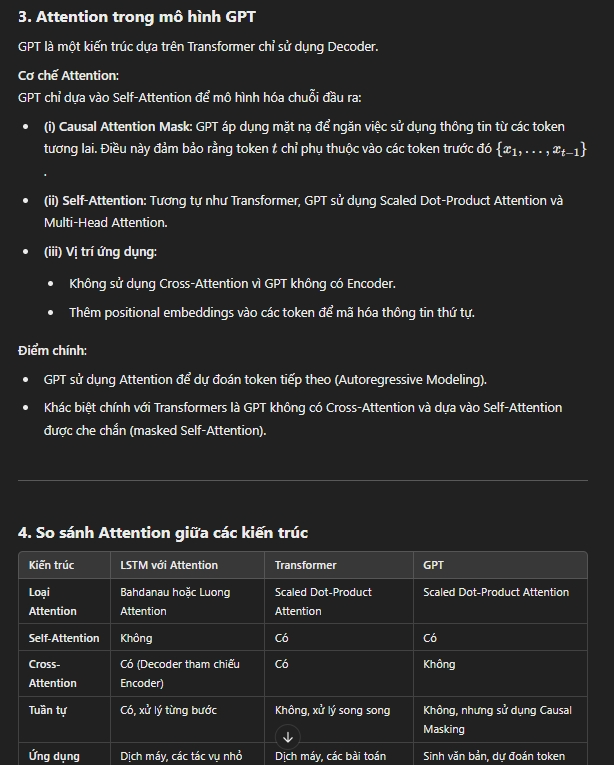 3. Attention trong mô hình GPT
GPT là một kiến trúc dựa trên Transformer chỉ sử dụng Decoder.
Cơ chế Attention:
GPT chỉ dựa vào Self-Attention để mô hình hóa chuỗi đầu ra:
• (i) Causal Attention Mask: GPT áp dụng mặt nạ để ngăn việc sử dụng thông tin từ các token
tương lai. Điều này đảm bảo rằng token t chỉ phụ thuộc vào các token trước đó {x₁, . . . , xₜ₋₁}
.
• (ii) Self-Attention: Tương tự như Transformer, GPT sử dụng Scaled Dot-Product Attention và
Multi-Head Attention.
• (iii) Vị trí ứng dụng:
• Không sử dụng Cross-Attention vì GPT không có Encoder.
• Thêm positional embeddings vào các token để mã hóa thông tin thứ tự.
Điểm chính:
• GPT sử dụng Attention để dự đoán token tiếp theo (Autoregressive Modeling).
• Khác biệt chính với Transformers là GPT không có Cross-Attention và dựa vào Self-Attention
được che chắn (masked Self-Attention).
4. So sánh Attention giữa các kiến trúc
Kiến trúc LSTM với Attention Transformer GPT
Loại Bahdanau hoặc Luong Scaled Dot-Product Scaled Dot-Product Attention
Attention Attention Attention
Self-Attention Không Có Có
Cross- Có (Decoder tham chiếu Có Không
Attention Encoder)
Tuần tự Có, xử lý từng bước Không, xử lý song song Không, nhưng sử dụng Causal
Masking
Ứng dụng Dịch máy, các tác vụ nhỏ Dịch máy, các bài toán Sinh văn bản, dự đoán token